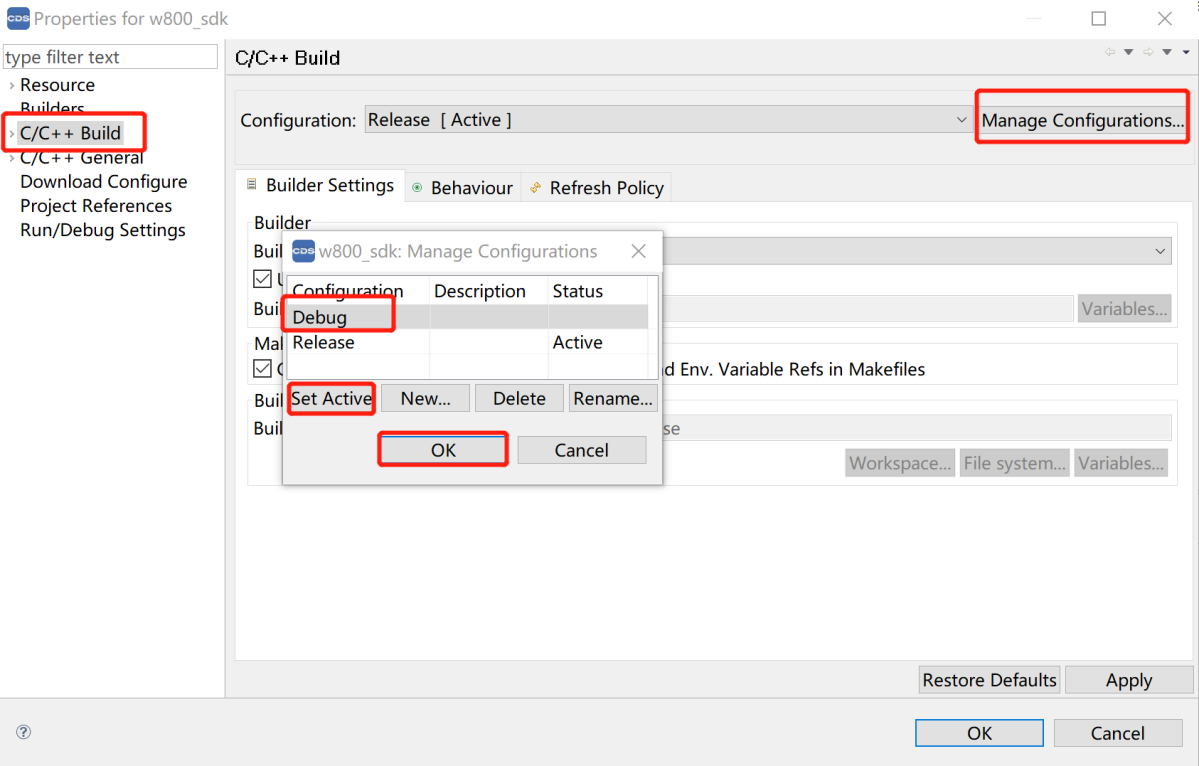 CDS Properties for w800_sdk
type filter text
Resource
Builders
C/C++ Build
C/C++ General
Download Configure
Project References
Run/Debug Settings
C/C++ Build
Configuration: Release [ Active ] Manage Configurations...
Builder Settings Behaviour Refresh Policy
Builder
Buil
Buil Variables...
Mal
d Env. Variable Refs in Makefiles
Buil
Buil se
Workspace... File system... Variables...
CDS w800_sdk: Manage Configurations
Configuration Description Status
Debug
Release Active
Set Active New... Delete Rename...
OK Cancel
Restore Defaults Apply
? OK Cancel